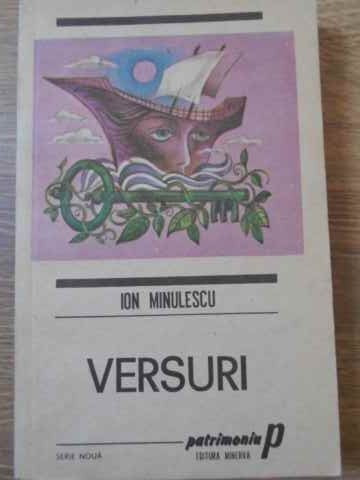 ION MINULESCU
VERSURI
SERIE NOUĂ
patrimoniu P
EDITURA MINERVA